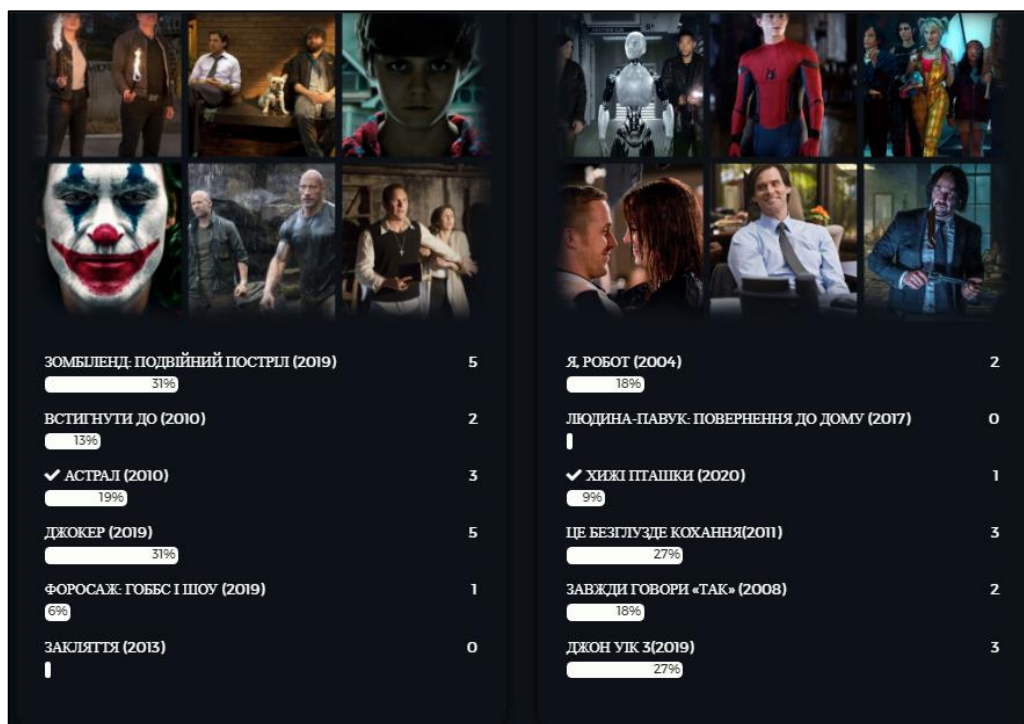 ЗОМБІЛЕНД: ПОДВІЙНИЙ ПОСТРІЛ (2019) 5
31%
ВСТИГНУТИ ДО (2010) 2
13%
АСТРАЛ (2010) 3
19%
ДЖОКЕР (2019) 5
31%
ФОРОСАЖ: ГОББС І ШОУ (2019) 1
6%
ЗАКЛЯТТЯ (2013) 0
Я, РОБОТ (2004) 2
18%
ЛЮДИНА-ПАВУК: ПОВЕРНЕННЯ ДО ДОМУ (2017) 0
ХИЖІ ПТАШКИ (2020) 1
9%
ЦЕ БЕЗГЛУЗДЕ КОХАННЯ(2011) 3
27%
ЗАВЖДИ ГОВОРИ «ТАК» (2008) 2
18%
ДЖОН УІК 3(2019) 3
27%